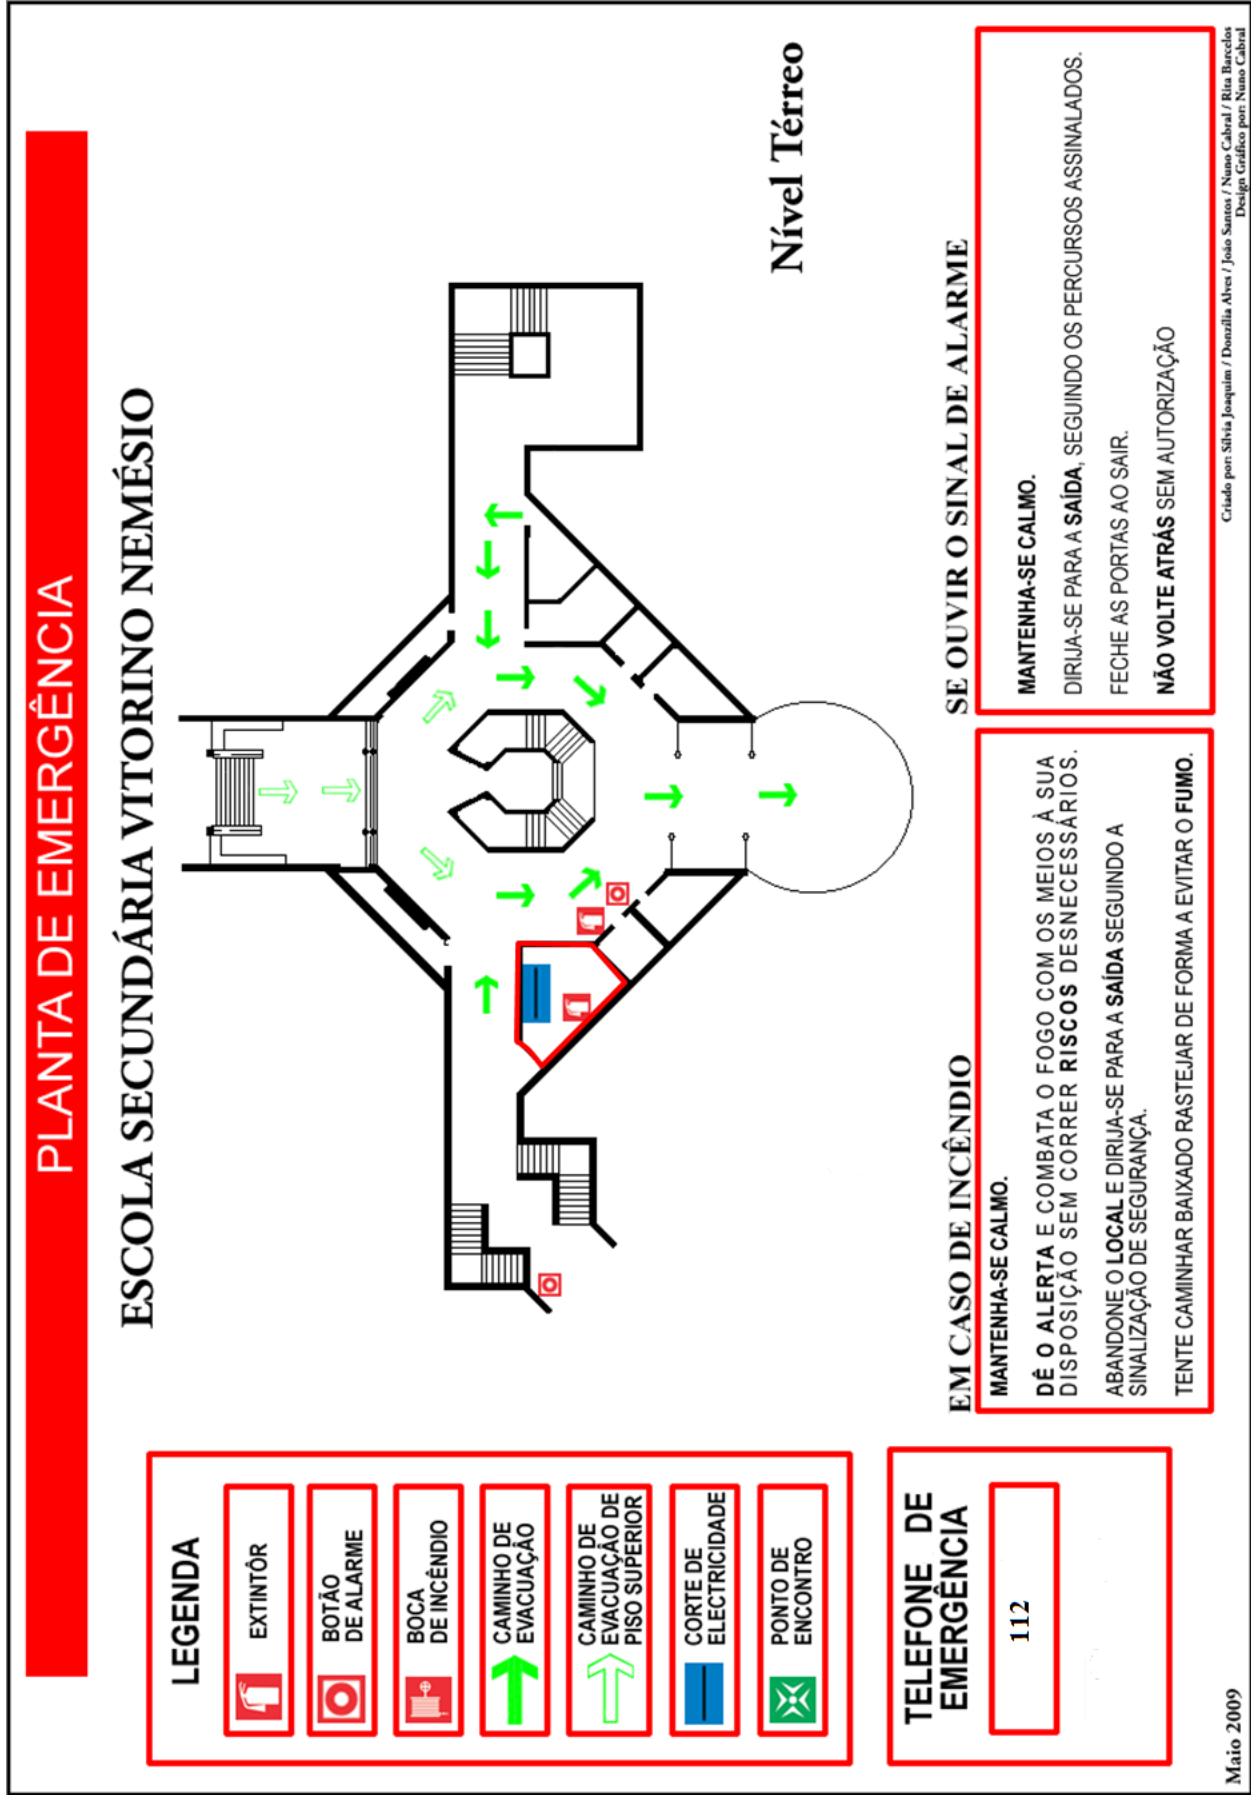 PLANTA DE EMERGÊNCIA
ESCOLA SECUNDÁRIA VITORINO NEMÉSIO
Nível Térreo
LEGENDA
EXTINTÔR
BOTÃO
DE ALARME
BOCA
DE INCÊNDIO
CAMINHO DE
EVACUAÇÃO
CAMINHO DE
EVACUAÇÃO DE
PISO SUPERIOR
CORTE DE
ELECTRICIDADE
PONTO DE
ENCONTRO
TELEFONE DE
EMERGÊNCIA
112
EM CASO DE INCÊNDIO
MANTENHA-SE CALMO.
DÊ O ALERTA E COMBATA O FOGO COM OS MEIOS À SUA
DISPOSIÇÃO SEM CORRER RISCOS DESNECESSÁRIOS.
ABANDONE O LOCAL E DIRIJA-SE PARA A SAÍDA SEGUINDO A
SINALIZAÇÃO DE SEGURANÇA.
TENTE CAMINHAR BAIXADO RASTEJAR DE FORMA A EVITAR O FUMO.
SE OUVIR O SINAL DE ALARME
MANTENHA-SE CALMO.
DIRIJA-SE PARA A SAÍDA, SEGUINDO OS PERCURSOS ASSINALADOS.
FECHE AS PORTAS AO SAIR.
NÃO VOLTE ATRÁS SEM AUTORIZAÇÃO
Maio 2009
Criado por: Sílvia Joaquim / Donzília Alves / João Santos / Nuno Cabral / Rita Barcelos
Design Gráfico por: Nuno Cabral